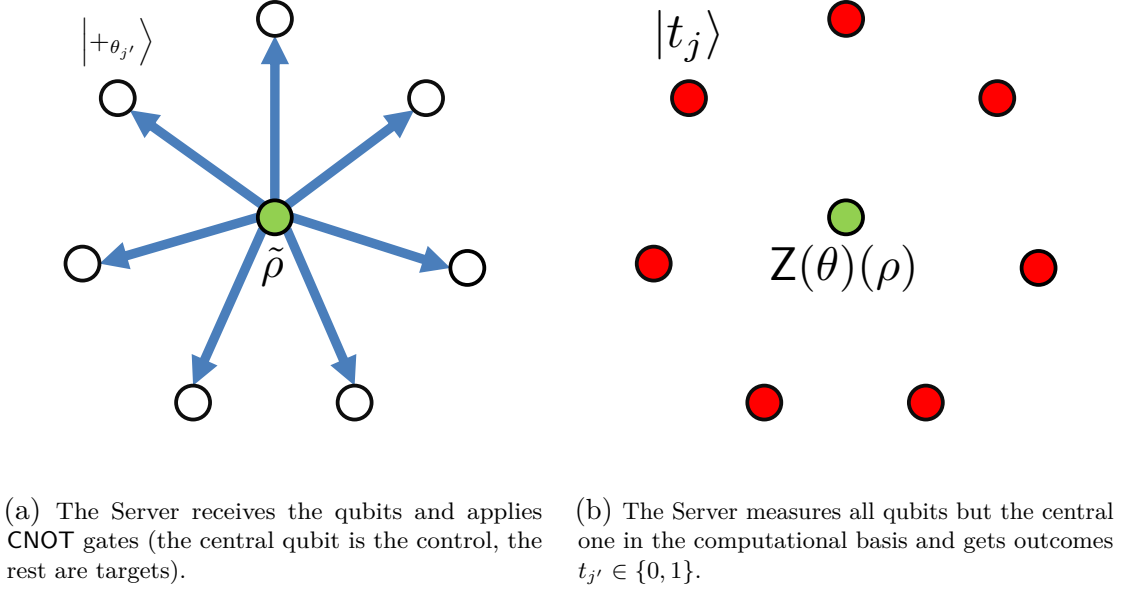 |+θj′⟩
|tj⟩
ρ̃
Z(θ)(ρ)
(a) The Server receives the qubits and applies
CNOT gates (the central qubit is the control, the
rest are targets).
(b) The Server measures all qubits but the central
one in the computational basis and gets outcomes
tj′ ∈ {0, 1}.